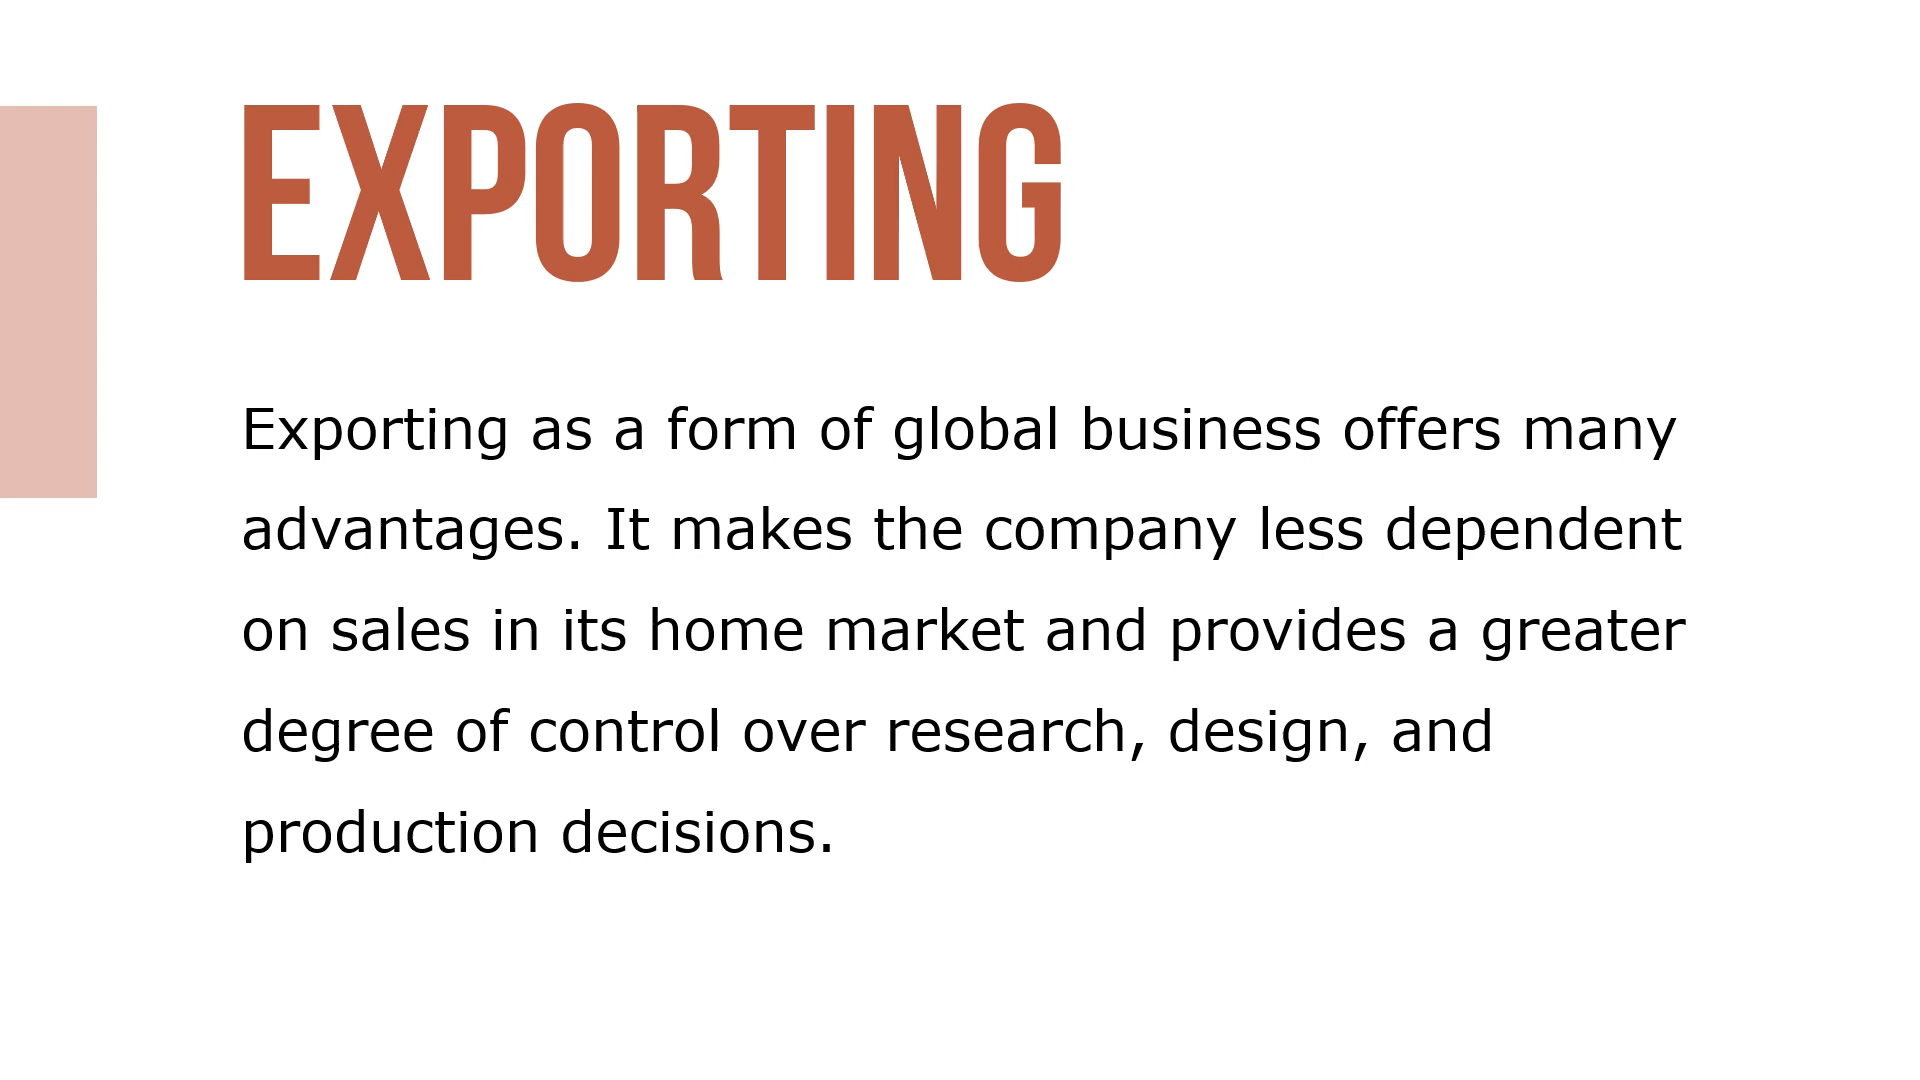 EXPORTING
Exporting as a form of global business offers many
advantages. It makes the company less dependent
on sales in its home market and provides a greater
degree of control over research, design, and
production decisions.